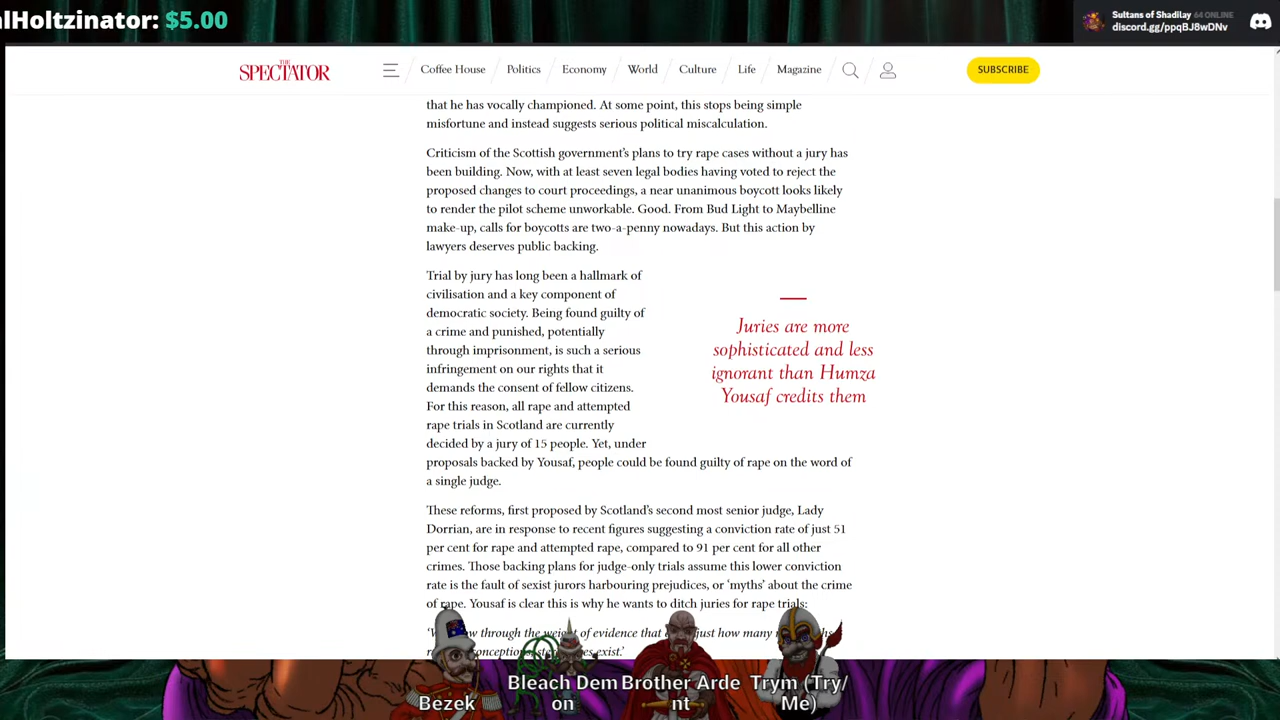 alHoltzinator: $5.00
Sultans of Shadilay 64 ONLINE
discord.gg/ppqBJ8wDNv
THE
SPECTATOR
Coffee House / Politics / Economy / World / Culture / Life / Magazine
SUBSCRIBE
that he has vocally championed. At some point, this stops being simple
misfortune and instead suggests serious political miscalculation.
Criticism of the Scottish government's plans to try rape cases without a jury has
been building. Now, with at least seven legal bodies having voted to reject the
proposed changes to court proceedings, a near unanimous boycott looks likely
to render the pilot scheme unworkable. Good. From Bud Light to Maybelline
make-up, calls for boycotts are two-a-penny nowadays. But this action by
lawyers deserves public backing.
Trial by jury has long been a hallmark of
civilisation and a key component of
democratic society. Being found guilty of
a crime and punished, potentially
through imprisonment, is such a serious
infringement on our rights that it
demands the consent of fellow citizens.
For this reason, all rape and attempted
rape trials in Scotland are currently
decided by a jury of 15 people. Yet, under
proposals backed by Yousaf, people could be found guilty of rape on the word of
a single judge.
Juries are more
sophisticated and less
ignorant than Humza
Yousaf credits them
These reforms, first proposed by Scotland's second most senior judge, Lady
Dorrian, are in response to recent figures suggesting a conviction rate of just 51
per cent for rape and attempted rape, compared to 91 per cent for all other
crimes. Those backing plans for judge-only trials assume this lower conviction
rate is the fault of sexist jurors harbouring prejudices, or 'myths' about the crime
of rape. Yousaf is clear this is why he wants to ditch juries for rape trials:
through the weight of evidence that just how many
exist.'
Bezek
Bleach Dem
on
Brother Arde
nt
Trym (Try/
Me)